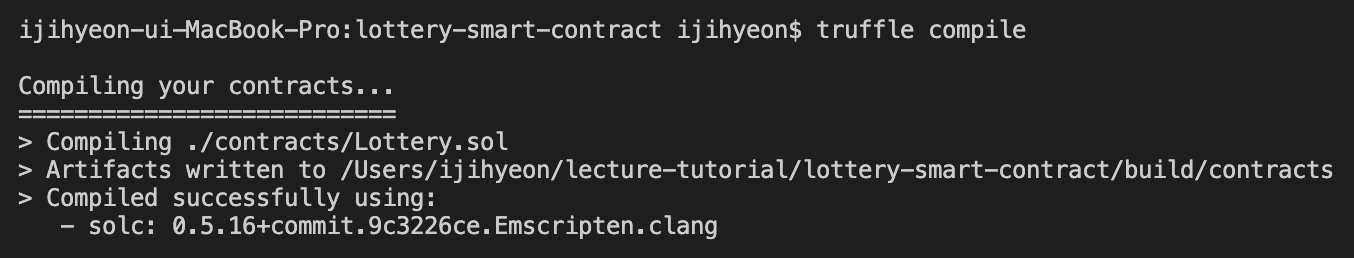 ijihyeon-ui-MacBook-Pro:lottery-smart-contract ijihyeon$ truffle compile
Compiling your contracts...
===========================
> Compiling ./contracts/Lottery.sol
> Artifacts written to /Users/ijihyeon/lecture-tutorial/lottery-smart-contract/build/contracts
> Compiled successfully using:
   - solc: 0.5.16+commit.9c3226ce.Emscripten.clang